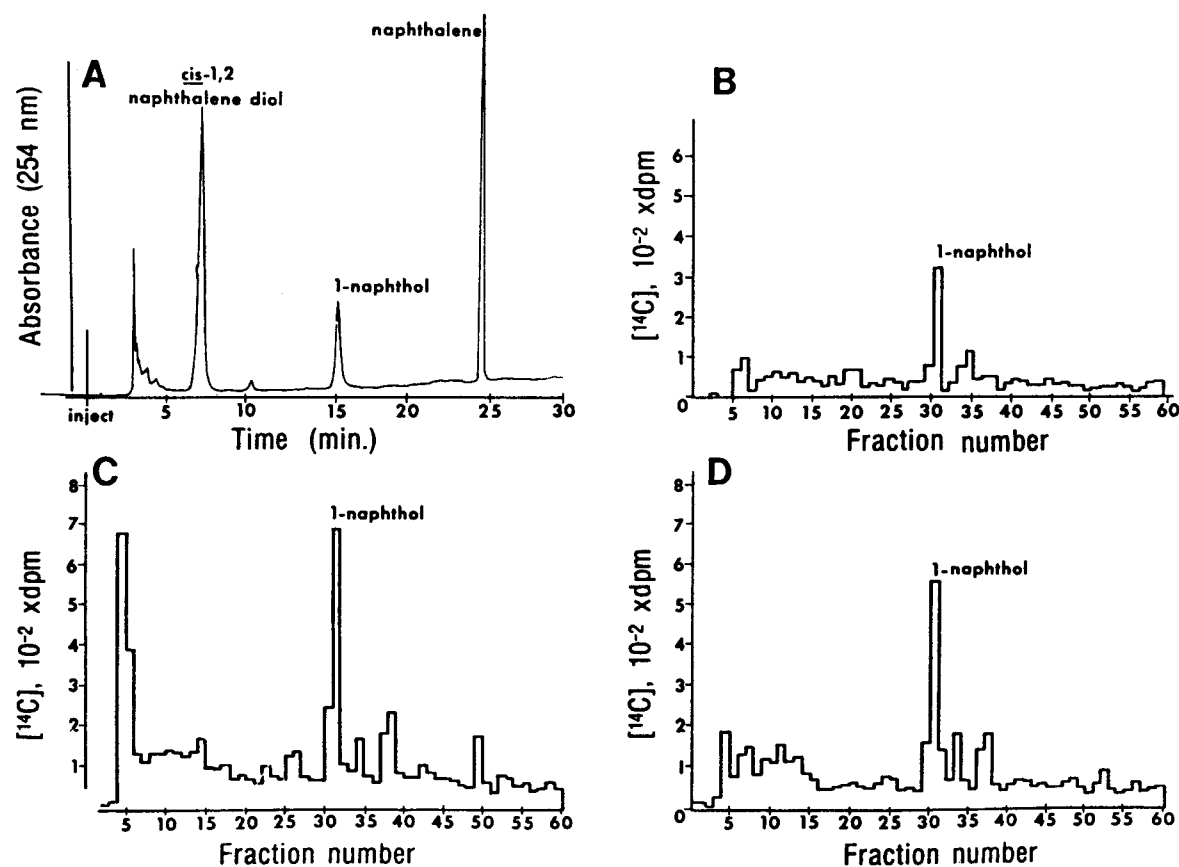 A
Absorbance (254 nm)
cis-1,2
naphthalene diol
1-naphthol
naphthalene
inject
5 10 15 20 25 30
Time (min.)
B
[¹⁴C], 10⁻² xdpm
6
5
4
3
2
1
0
1-naphthol
5 10 15 20 25 30 35 40 45 50 55 60
Fraction number
C
[¹⁴C], 10⁻² xdpm
8
7
6
5
4
3
2
1
1-naphthol
5 10 15 20 25 30 35 40 45 50 55 60
Fraction number
D
[¹⁴C], 10⁻² xdpm
8
7
6
5
4
3
2
1
0
1-naphthol
5 10 15 20 25 30 35 40 45 50 55 60
Fraction number